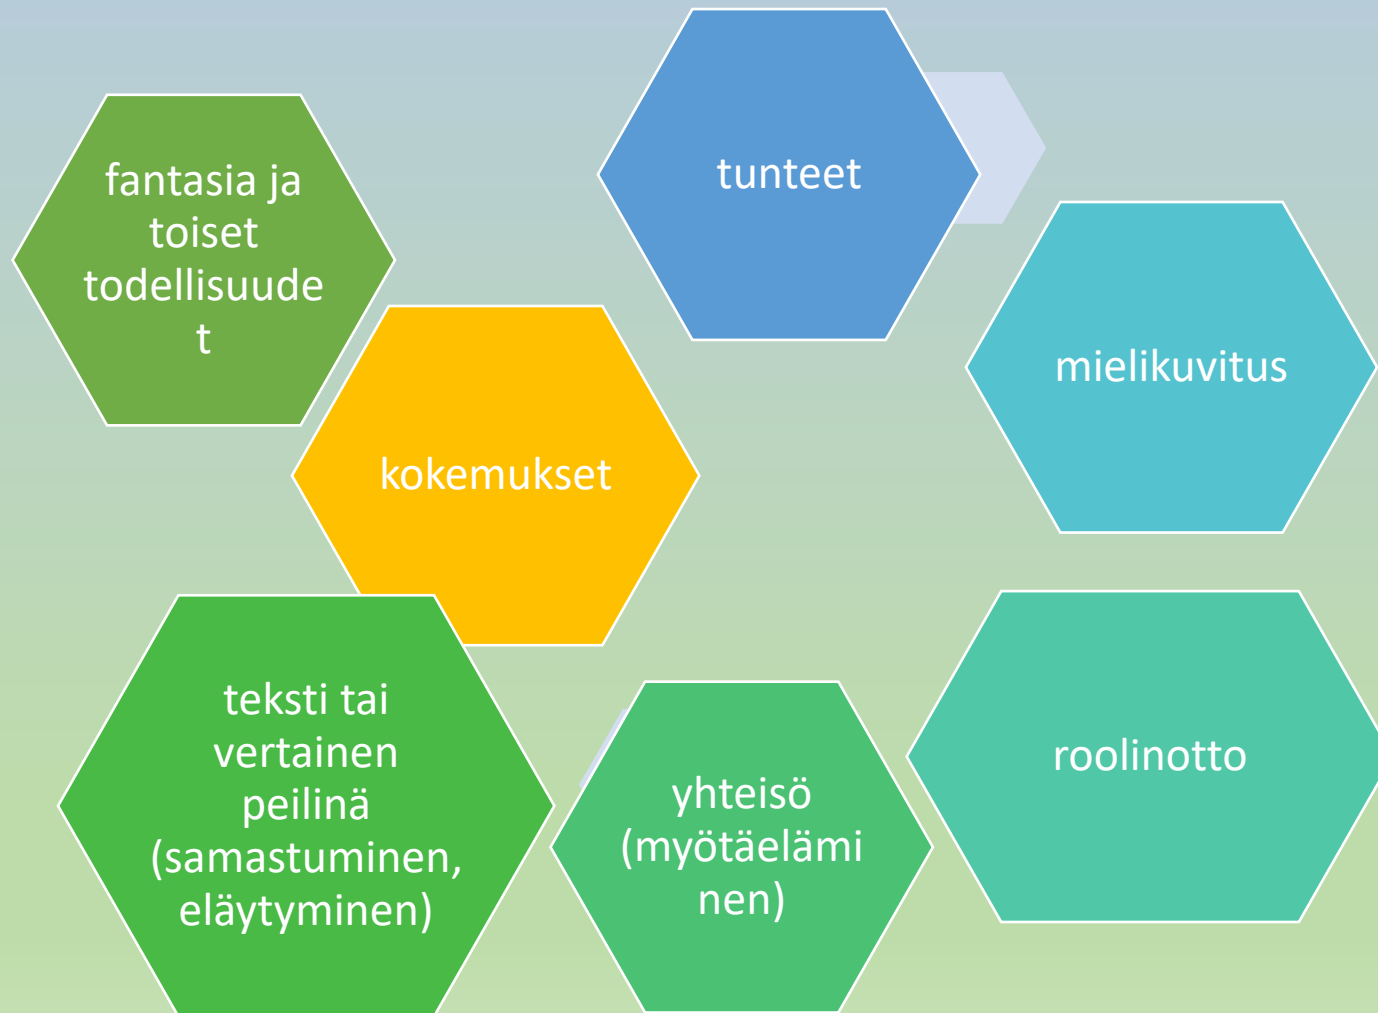 fantasia ja
toiset
todellisuude
t
tunteet
mielikuvitus
kokemukset
teksti tai
vertainen
peilinä
(samastuminen,
eläytyminen)
yhteisö
(myötäelämi
nen)
roolinotto